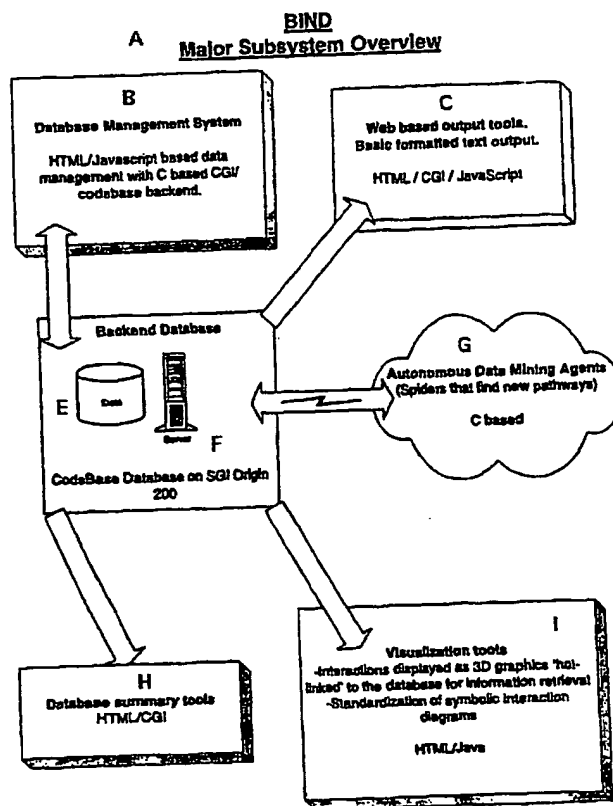 BIND
A
Major Subsystem Overview
B
Database Management System
HTML/Javascript based data
management with C based CGI/
codebase backend.
C
Web based output tools.
Basic formatted text output.
HTML / CGI / JavaScript
Backend Database
E
Data
Server
F
CodeBase Database on SGI Origin
200
G
Autonomous Data Mining Agents
(Spiders that find new pathways)
C based
H
Database summary tools
HTML/CGI
I
Visualization tools
-Interactions displayed as 3D graphics 'hot-
linked' to the database for information retrieval
-Standardization of symbolic interaction
diagrams
HTML/Java